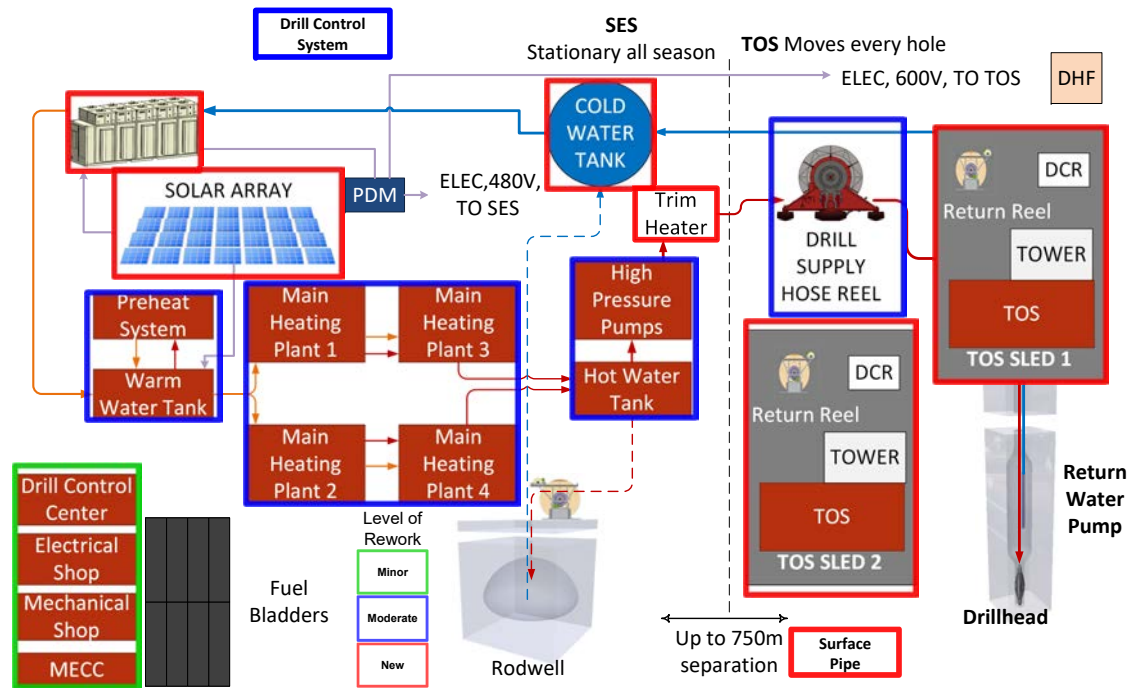 Drill Control
System
SES
Stationary all season
TOS Moves every hole
ELEC, 600V, TO TOS
DHF
COLD
WATER
TANK
SOLAR ARRAY
PDM
ELEC,480V,
TO SES
Trim
Heater
DRILL
SUPPLY
HOSE REEL
DCR
Return Reel
TOWER
TOS
TOS SLED 1
Preheat
System
Warm
Water Tank
Main
Heating
Plant 1
Main
Heating
Plant 3
Main
Heating
Plant 2
Main
Heating
Plant 4
High
Pressure
Pumps
Hot Water
Tank
DCR
Return Reel
TOWER
TOS
TOS SLED 2
Return
Water
Pump
Drillhead
Drill Control
Center
Electrical
Shop
Mechanical
Shop
MECC
Fuel
Bladders
Level of
Rework
Minor
Moderate
New
Rodwell
Up to 750m
separation
Surface
Pipe